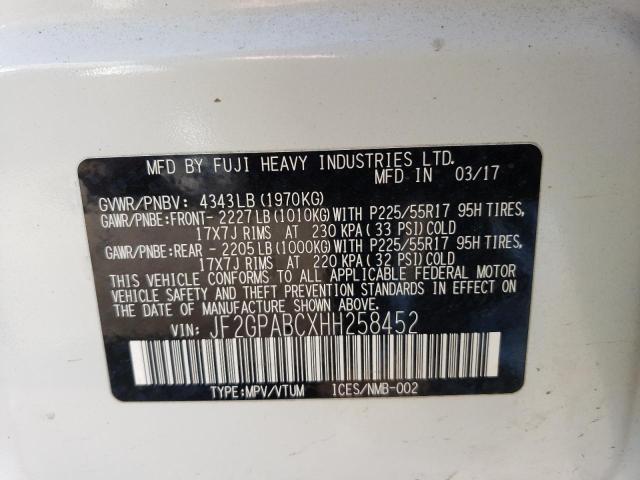 MFD BY FUJI HEAVY INDUSTRIES LTD.
MFD IN 03/17
GVWR/PNBV: 4343LB (1970KG)
GAWR/PNBE:FRONT- 2227LB(1010KG)WITH P225/55R17 95H TIRES,
17X7J RIMS AT 230 KPA( 33 PSI)COLD
GAWR/PNBE:REAR - 2205LB(1000KG)WITH P225/55R17 95H TIRES,
17X7J RIMS AT 220 KPA( 32 PSI)COLD
THIS VEHICLE CONFORMS TO ALL APPLICABLE FEDERAL MOTOR
VEHICLE SAFETY AND THEFT PREVENTION STANDARDS IN EFFECT ON
THE DATE OF MANUFACTURE SHOWN ABOVE.
VIN: JF2GPABCXHH258452
TYPE:MPV/VTUM ICES/NMB-002